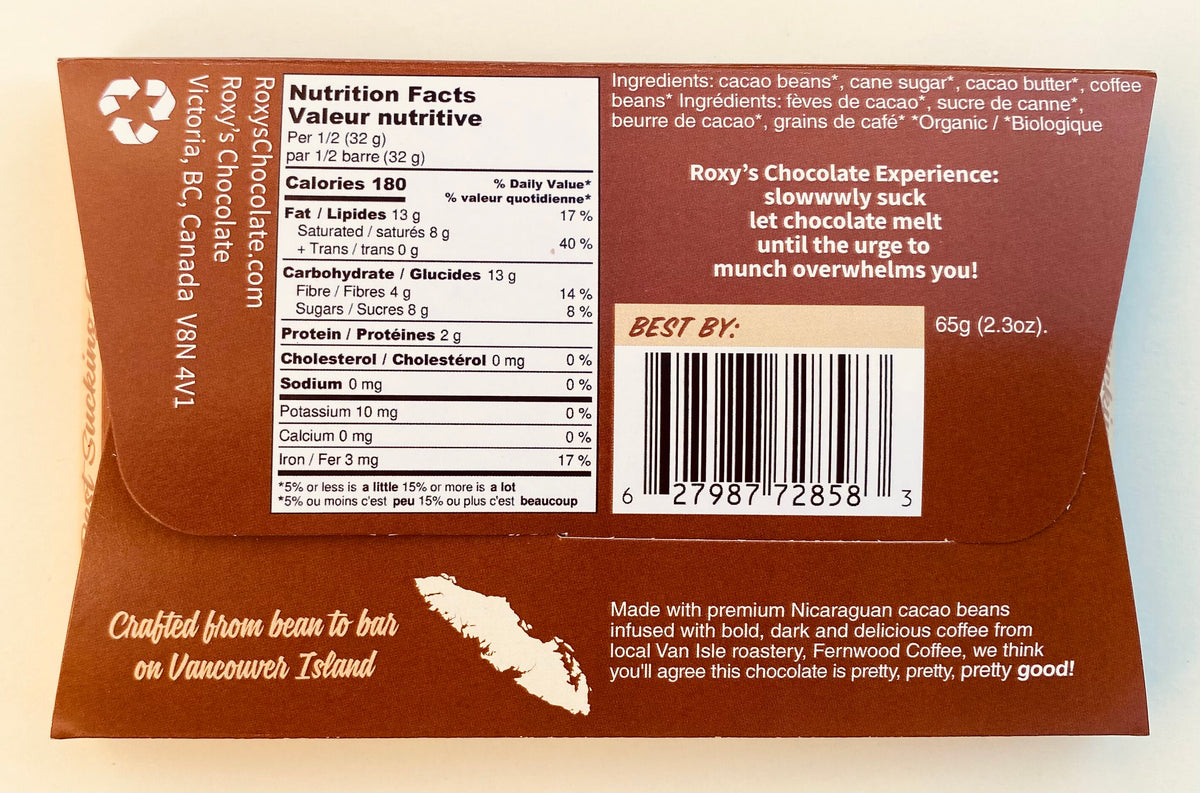 RoxysChocolate.com
Roxy's Chocolate
Victoria, BC, Canada V8N 4V1
Nutrition Facts
Valeur nutritive
Per 1/2 (32 g)
par 1/2 barre (32 g)
Calories 180
% Daily Value*
% valeur quotidienne*
Fat / Lipides 13 g 17 %
Saturated / saturés 8 g
+ Trans / trans 0 g 40 %
Carbohydrate / Glucides 13 g
Fibre / Fibres 4 g 14 %
Sugars / Sucres 8 g 8 %
Protein / Protéines 2 g
Cholesterol / Cholestérol 0 mg 0 %
Sodium 0 mg 0 %
Potassium 10 mg 0 %
Calcium 0 mg 0 %
Iron / Fer 3 mg 17 %
*5% or less is a little 15% or more is a lot
*5% ou moins c'est peu 15% ou plus c'est beaucoup
Ingredients: cacao beans*, cane sugar*, cacao butter*, coffee
beans* Ingrédients: fèves de cacao*, sucre de canne*,
beurre de cacao*, grains de café* *Organic / *Biologique
Roxy's Chocolate Experience:
slowwwly suck
let chocolate melt
until the urge to
munch overwhelms you!
BEST BY:
65g (2.3oz).
6 27987 72858 3
Sucking
Crafted from bean to bar
on Vancouver Island
Made with premium Nicaraguan cacao beans
infused with bold, dark and delicious coffee from
local Van Isle roastery, Fernwood Coffee, we think
you'll agree this chocolate is pretty, pretty, pretty good!